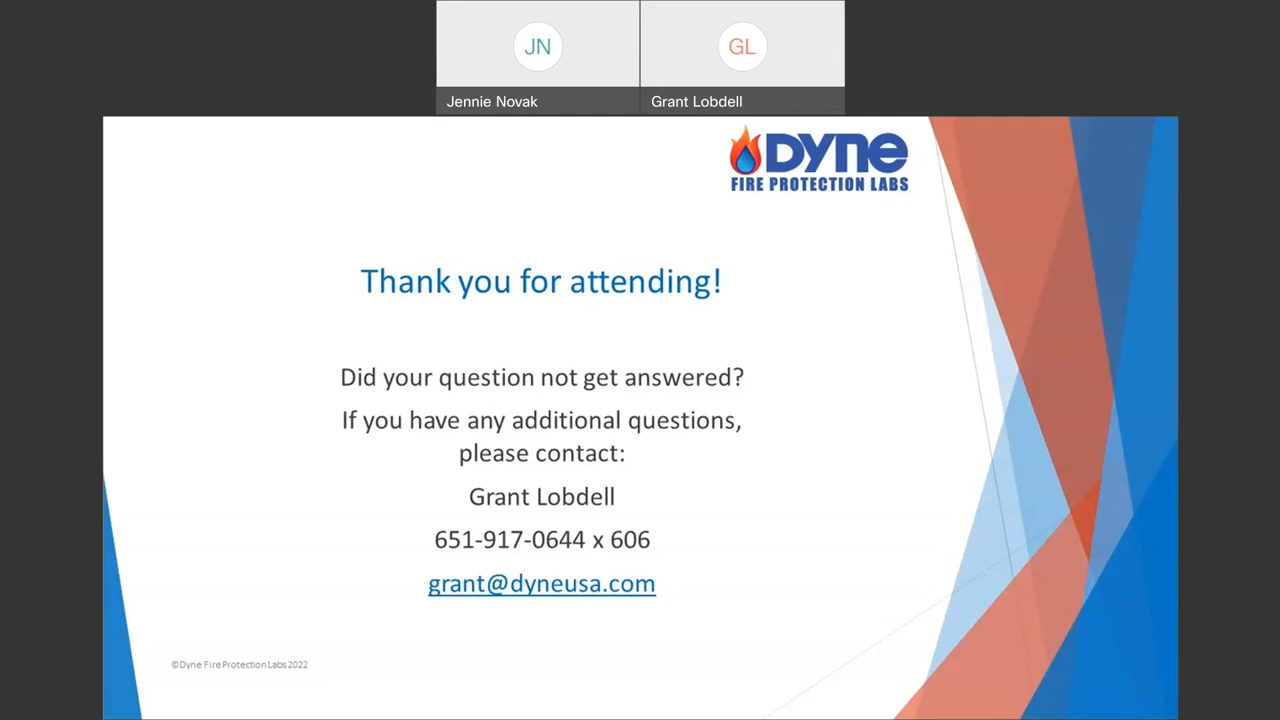 JN
GL
Jennie Novak
Grant Lobdell
Dyne
FIRE PROTECTION LABS
Thank you for attending!
Did your question not get answered?
If you have any additional questions,
please contact:
Grant Lobdell
651-917-0644 x 606
grant@dyneusa.com
©Dyne Fire Protection Labs 2022